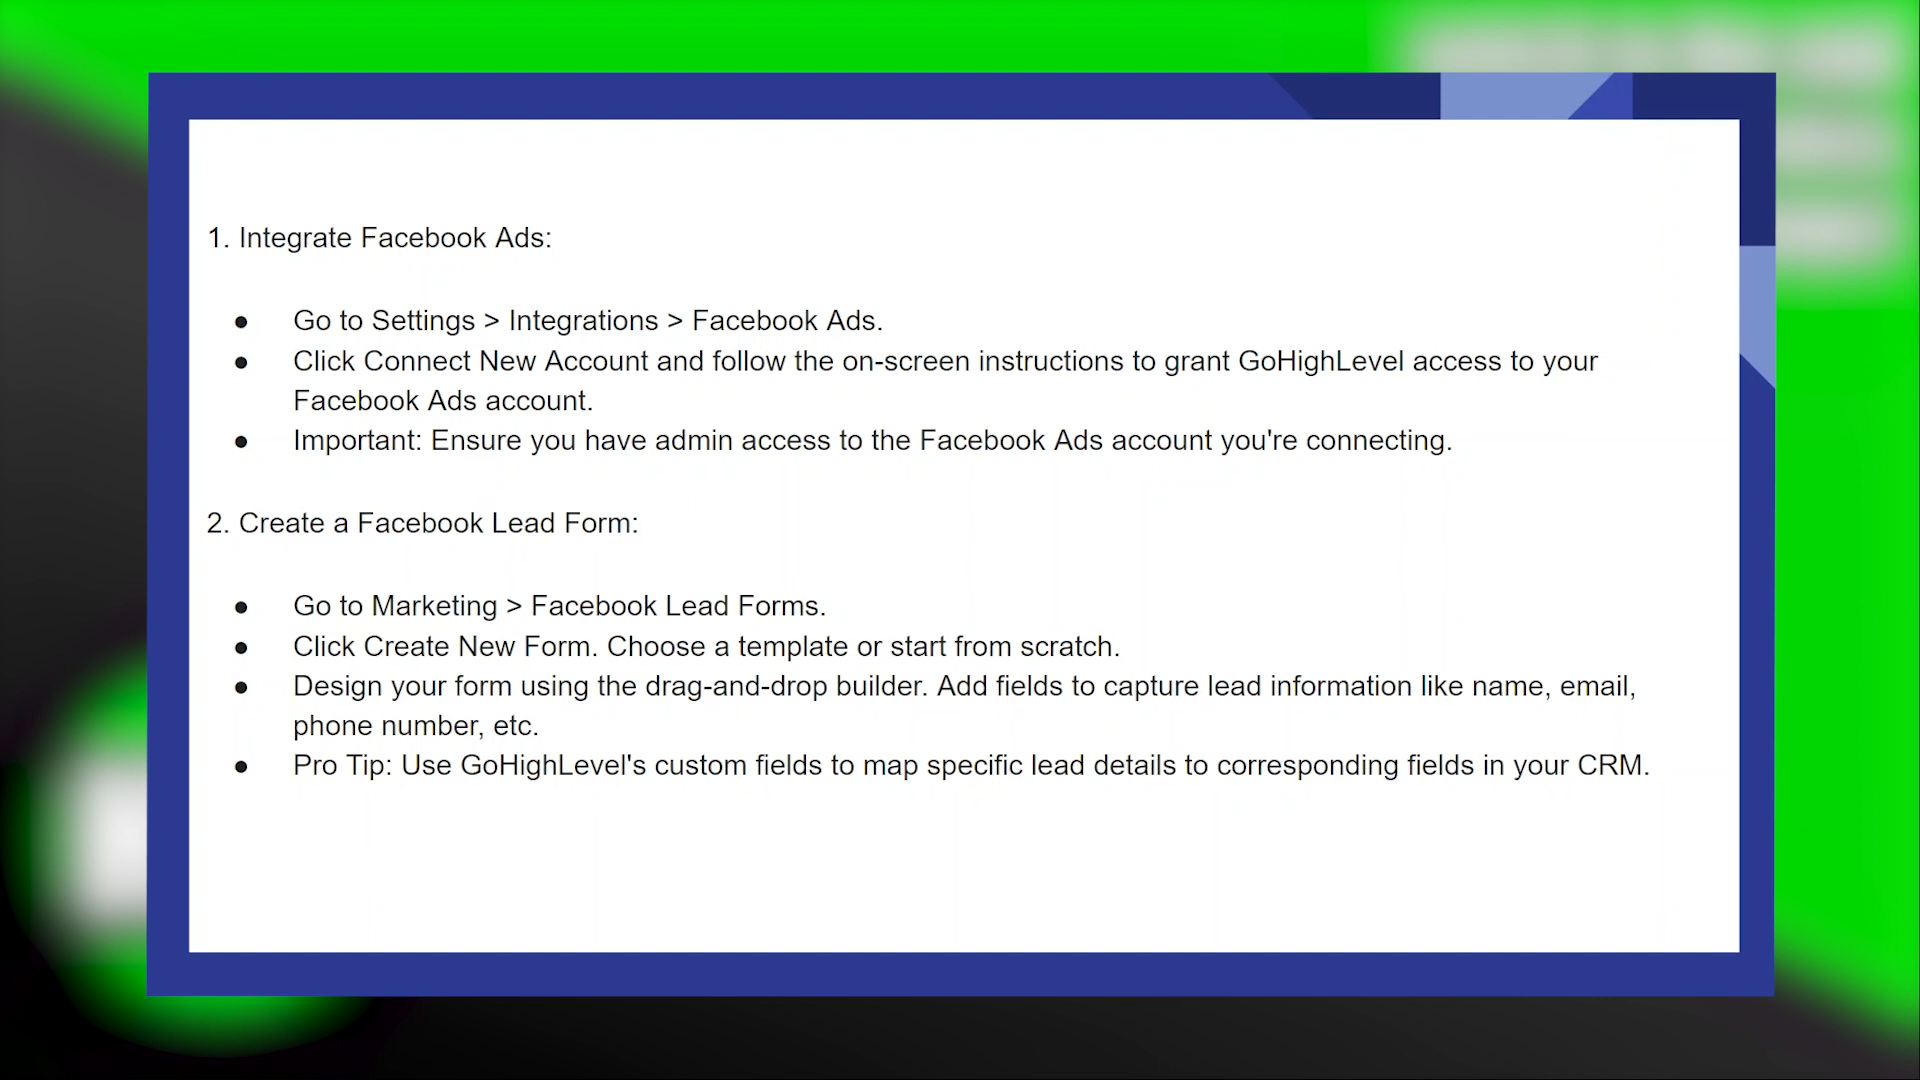 1. Integrate Facebook Ads:
● Go to Settings > Integrations > Facebook Ads.
● Click Connect New Account and follow the on-screen instructions to grant GoHighLevel access to your
Facebook Ads account.
● Important: Ensure you have admin access to the Facebook Ads account you're connecting.
2. Create a Facebook Lead Form:
● Go to Marketing > Facebook Lead Forms.
● Click Create New Form. Choose a template or start from scratch.
● Design your form using the drag-and-drop builder. Add fields to capture lead information like name, email,
phone number, etc.
● Pro Tip: Use GoHighLevel's custom fields to map specific lead details to corresponding fields in your CRM.